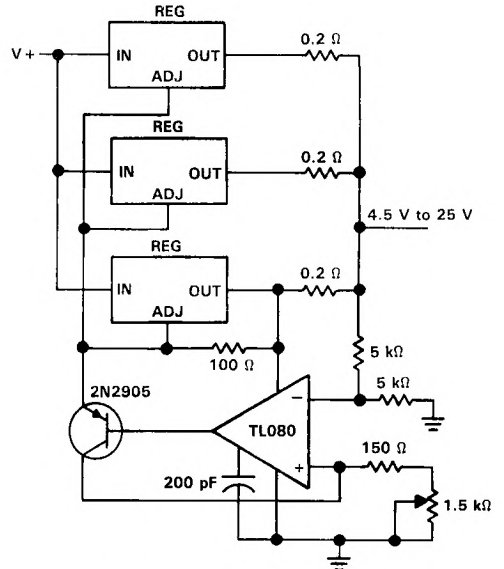 REG
V+
IN
OUT
ADJ
0.2 Ω
REG
IN
OUT
ADJ
0.2 Ω
4.5 V to 25 V
REG
IN
OUT
ADJ
0.2 Ω
100 Ω
5 kΩ
2N2905
5 kΩ
TL080
−
+
150 Ω
200 pF
1.5 kΩ